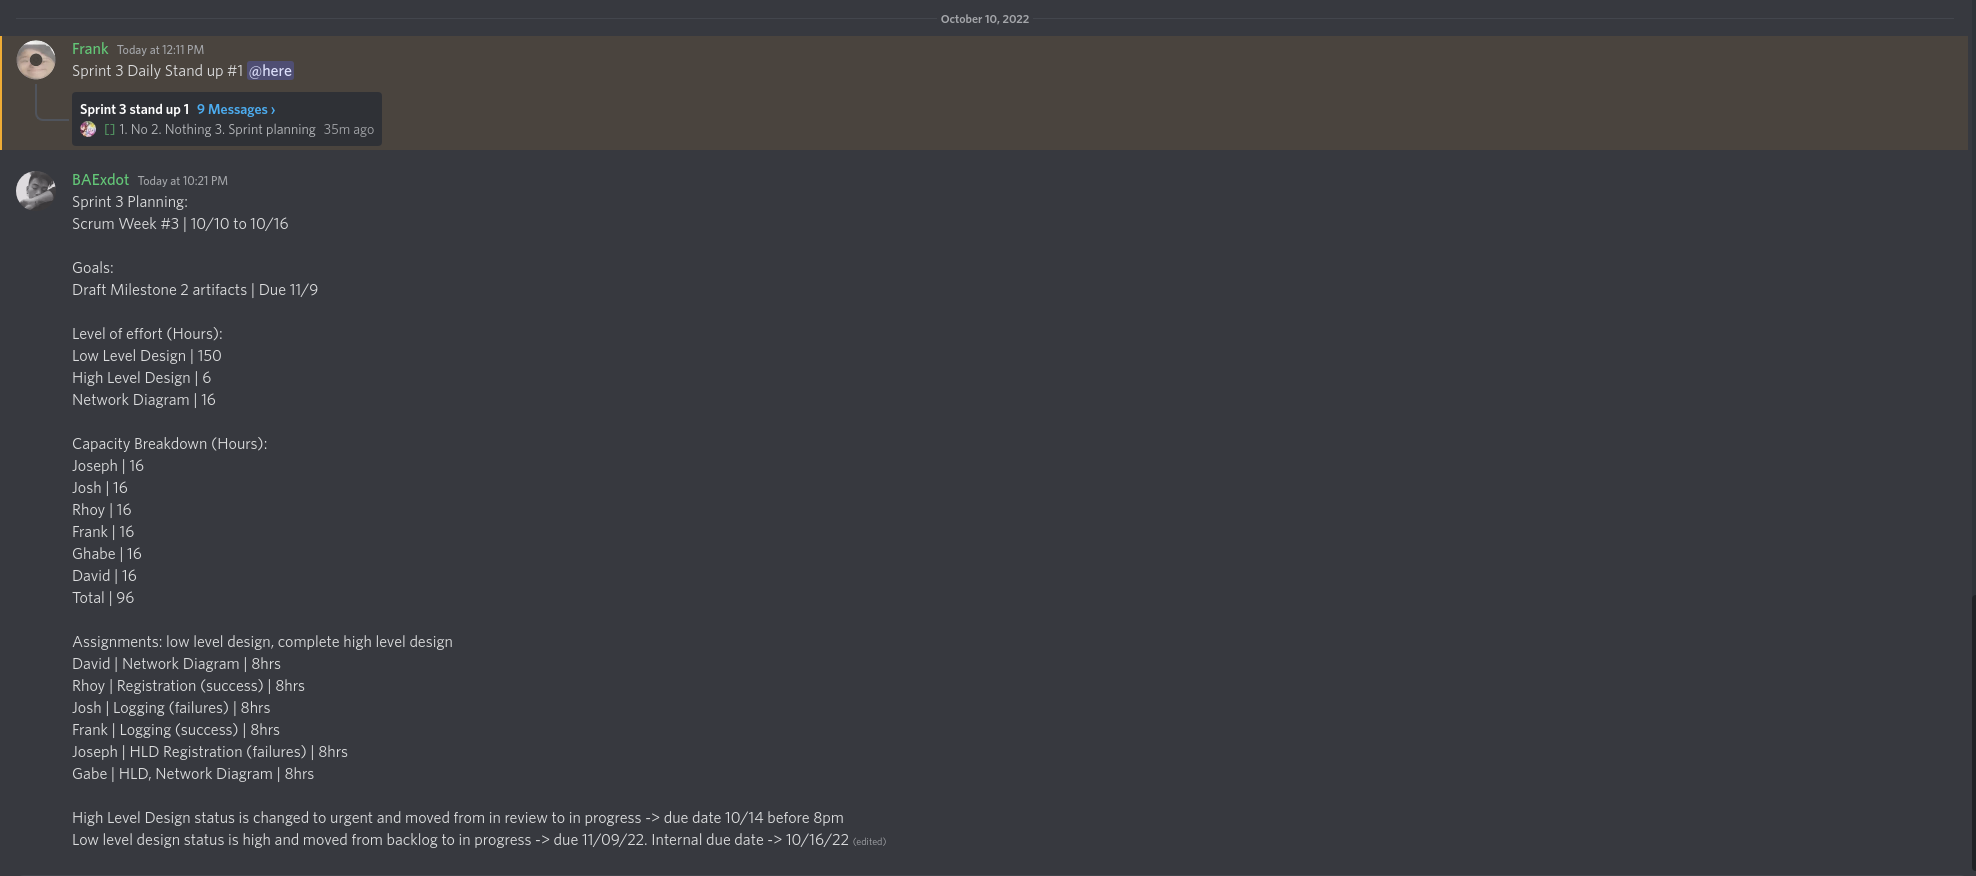 October 10, 2022
Frank Today at 12:11 PM
Sprint 3 Daily Stand up #1 @here
Sprint 3 stand up 1 9 Messages ›
[] 1. No 2. Nothing 3. Sprint planning 35m ago
BAExdot Today at 10:21 PM
Sprint 3 Planning:
Scrum Week #3 | 10/10 to 10/16
Goals:
Draft Milestone 2 artifacts | Due 11/9
Level of effort (Hours):
Low Level Design | 150
High Level Design | 6
Network Diagram | 16
Capacity Breakdown (Hours):
Joseph | 16
Josh | 16
Rhoy | 16
Frank | 16
Ghabe | 16
David | 16
Total | 96
Assignments: low level design, complete high level design
David | Network Diagram | 8hrs
Rhoy | Registration (success) | 8hrs
Josh | Logging (failures) | 8hrs
Frank | Logging (success) | 8hrs
Joseph | HLD Registration (failures) | 8hrs
Gabe | HLD, Network Diagram | 8hrs
High Level Design status is changed to urgent and moved from in review to in progress -> due date 10/14 before 8pm
Low level design status is high and moved from backlog to in progress -> due 11/09/22. Internal due date -> 10/16/22 (edited)